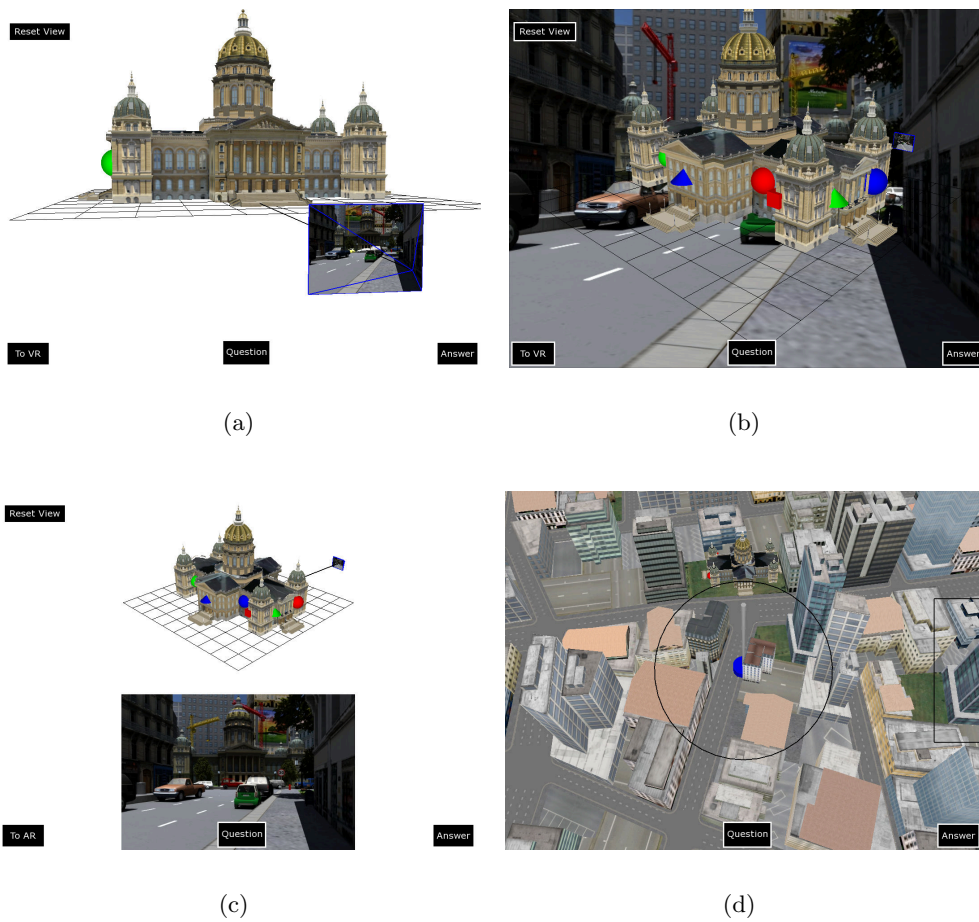 Reset View
Reset View
To VR
Question
Answer
To VR
Question
Answer
(a)
(b)
Reset View
To AR
Question
Answer
Question
Answer
(c)
(d)